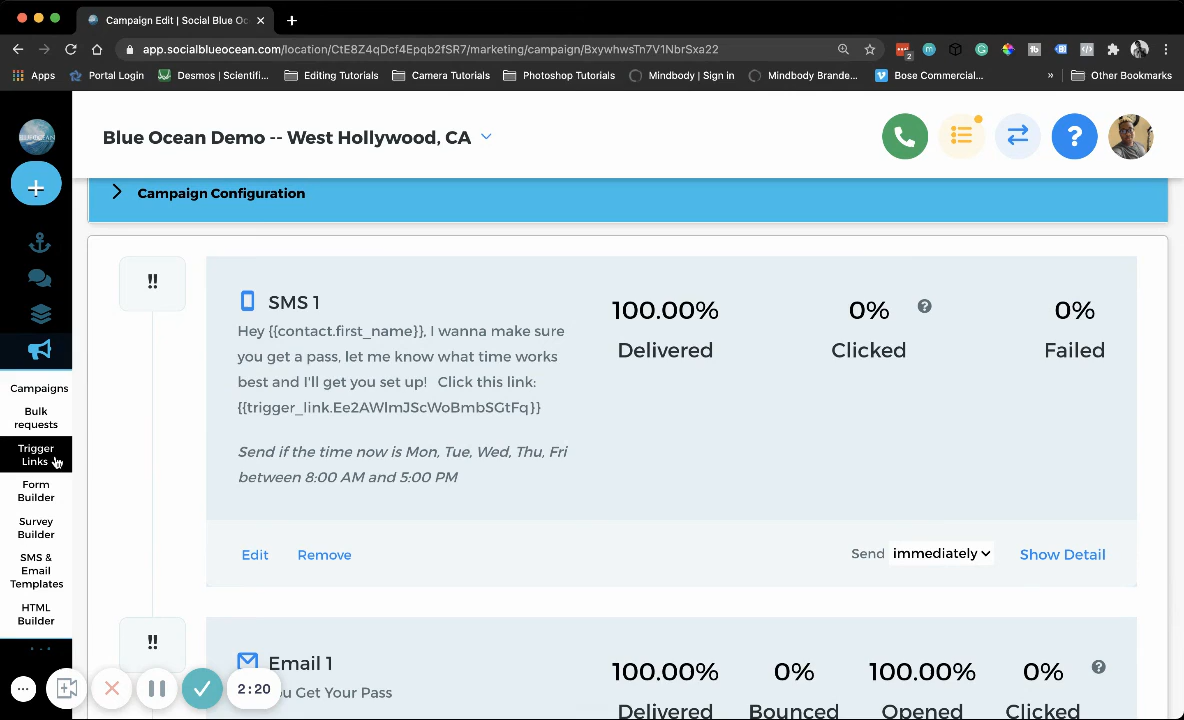 Campaign Edit | Social Blue Oc
app.socialblueocean.com/location/CtE8Z4qDcf4Epqb2fSR7/marketing/campaign/BxywhwsTn7V1NbrSxa22
2
Apps Portal Login Desmos | Scientifi... Editing Tutorials Camera Tutorials Photoshop Tutorials Mindbody | Sign in Mindbody Brande... Bose Commercial... » Other Bookmarks
Blue Ocean Demo -- West Hollywood, CA
Campaign Configuration
SMS 1
Hey {{contact.first_name}}, I wanna make sure
you get a pass, let me know what time works
best and I'll get you set up! Click this link:
{{trigger_link.Ee2AWlmJScWoBmbSGtFq}}
Send if the time now is Mon, Tue, Wed, Thu, Fri
between 8:00 AM and 5:00 PM
100.00%
Delivered
0%
Clicked
0%
Failed
Edit Remove Send immediately Show Detail
Email 1
u Get Your Pass
100.00%
Delivered
0%
Bounced
100.00%
Opened
0%
Clicked
Campaigns
Bulk
requests
Trigger
Links
Form
Builder
Survey
Builder
SMS &
Email
Templates
HTML
Builder
2:20